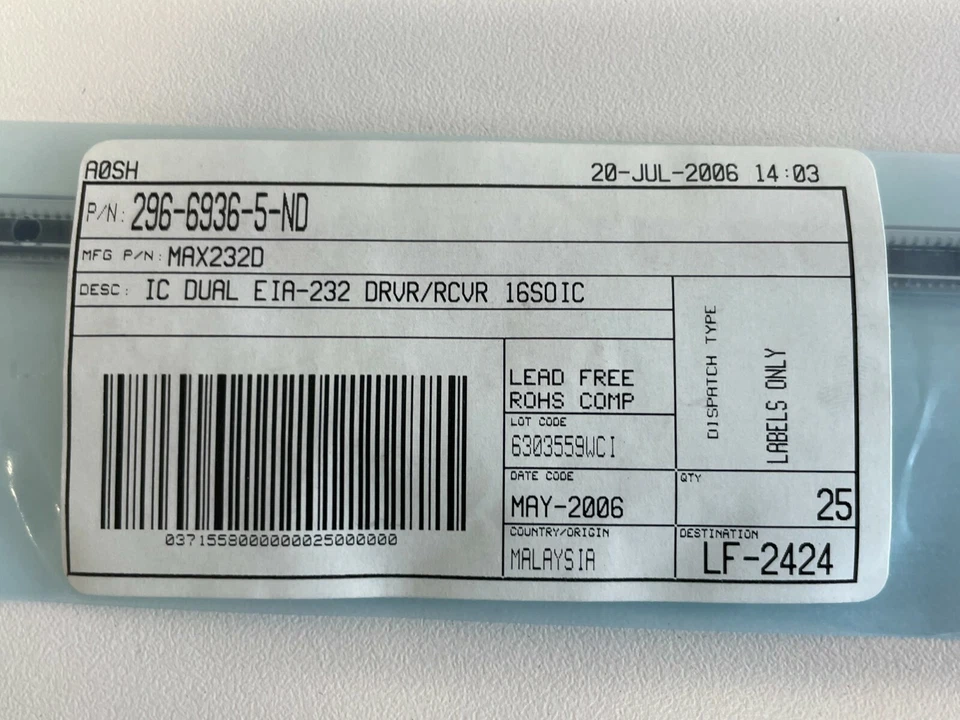 A0SH 20-JUL-2006 14:03
P/N: 296-6936-5-ND
MFG P/N: MAX232D
DESC: IC DUAL EIA-232 DRVR/RCVR 16SOIC
DISPATCH TYPE
LABELS ONLY
LEAD FREE
ROHS COMP
LOT CODE
6303559WCI
DATE CODE
MAY-2006
QTY
25
COUNTRY/ORIGIN
MALAYSIA
DESTINATION
LF-2424
03715580000000025000000